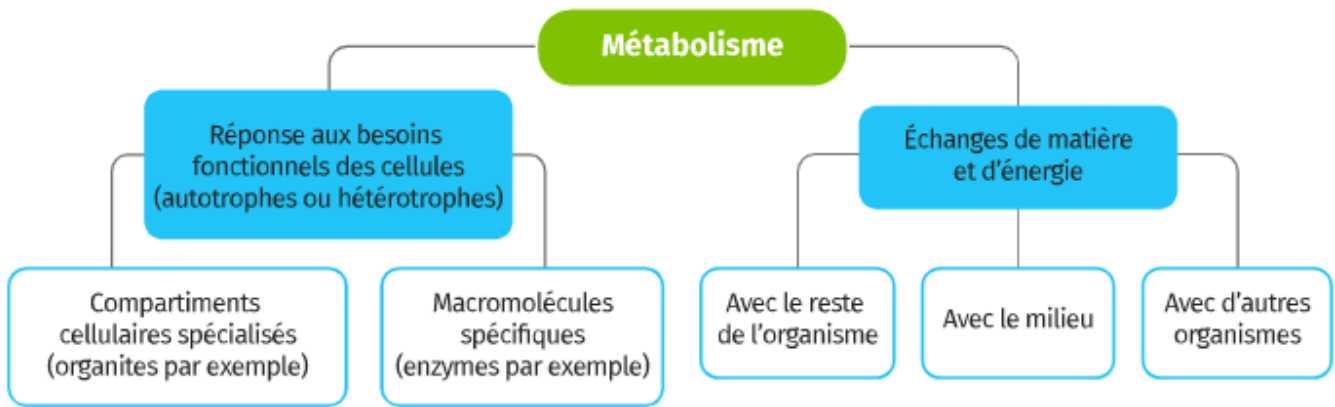 Métabolisme
Réponse aux besoins
fonctionnels des cellules
(autotrophes ou hétérotrophes)
Échanges de matière
et d'énergie
Compartiments
cellulaires spécialisés
(organites par exemple)
Macromolécules
spécifiques
(enzymes par exemple)
Avec le reste
de l'organisme
Avec le milieu
Avec d'autres
organismes